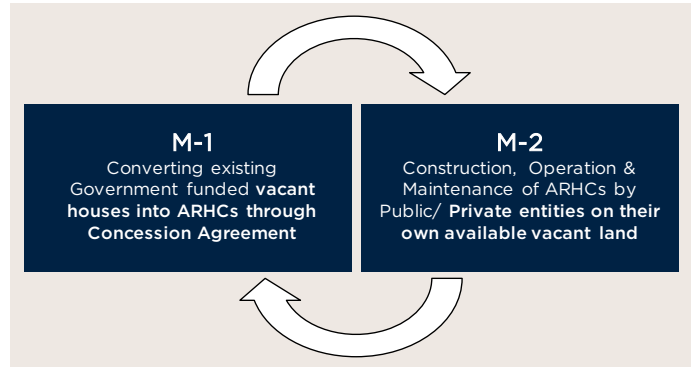 M-1
Converting existing
Government funded vacant
houses into ARHCs through
Concession Agreement
M-2
Construction, Operation &
Maintenance of ARHCs by
Public/ Private entities on their
own available vacant land